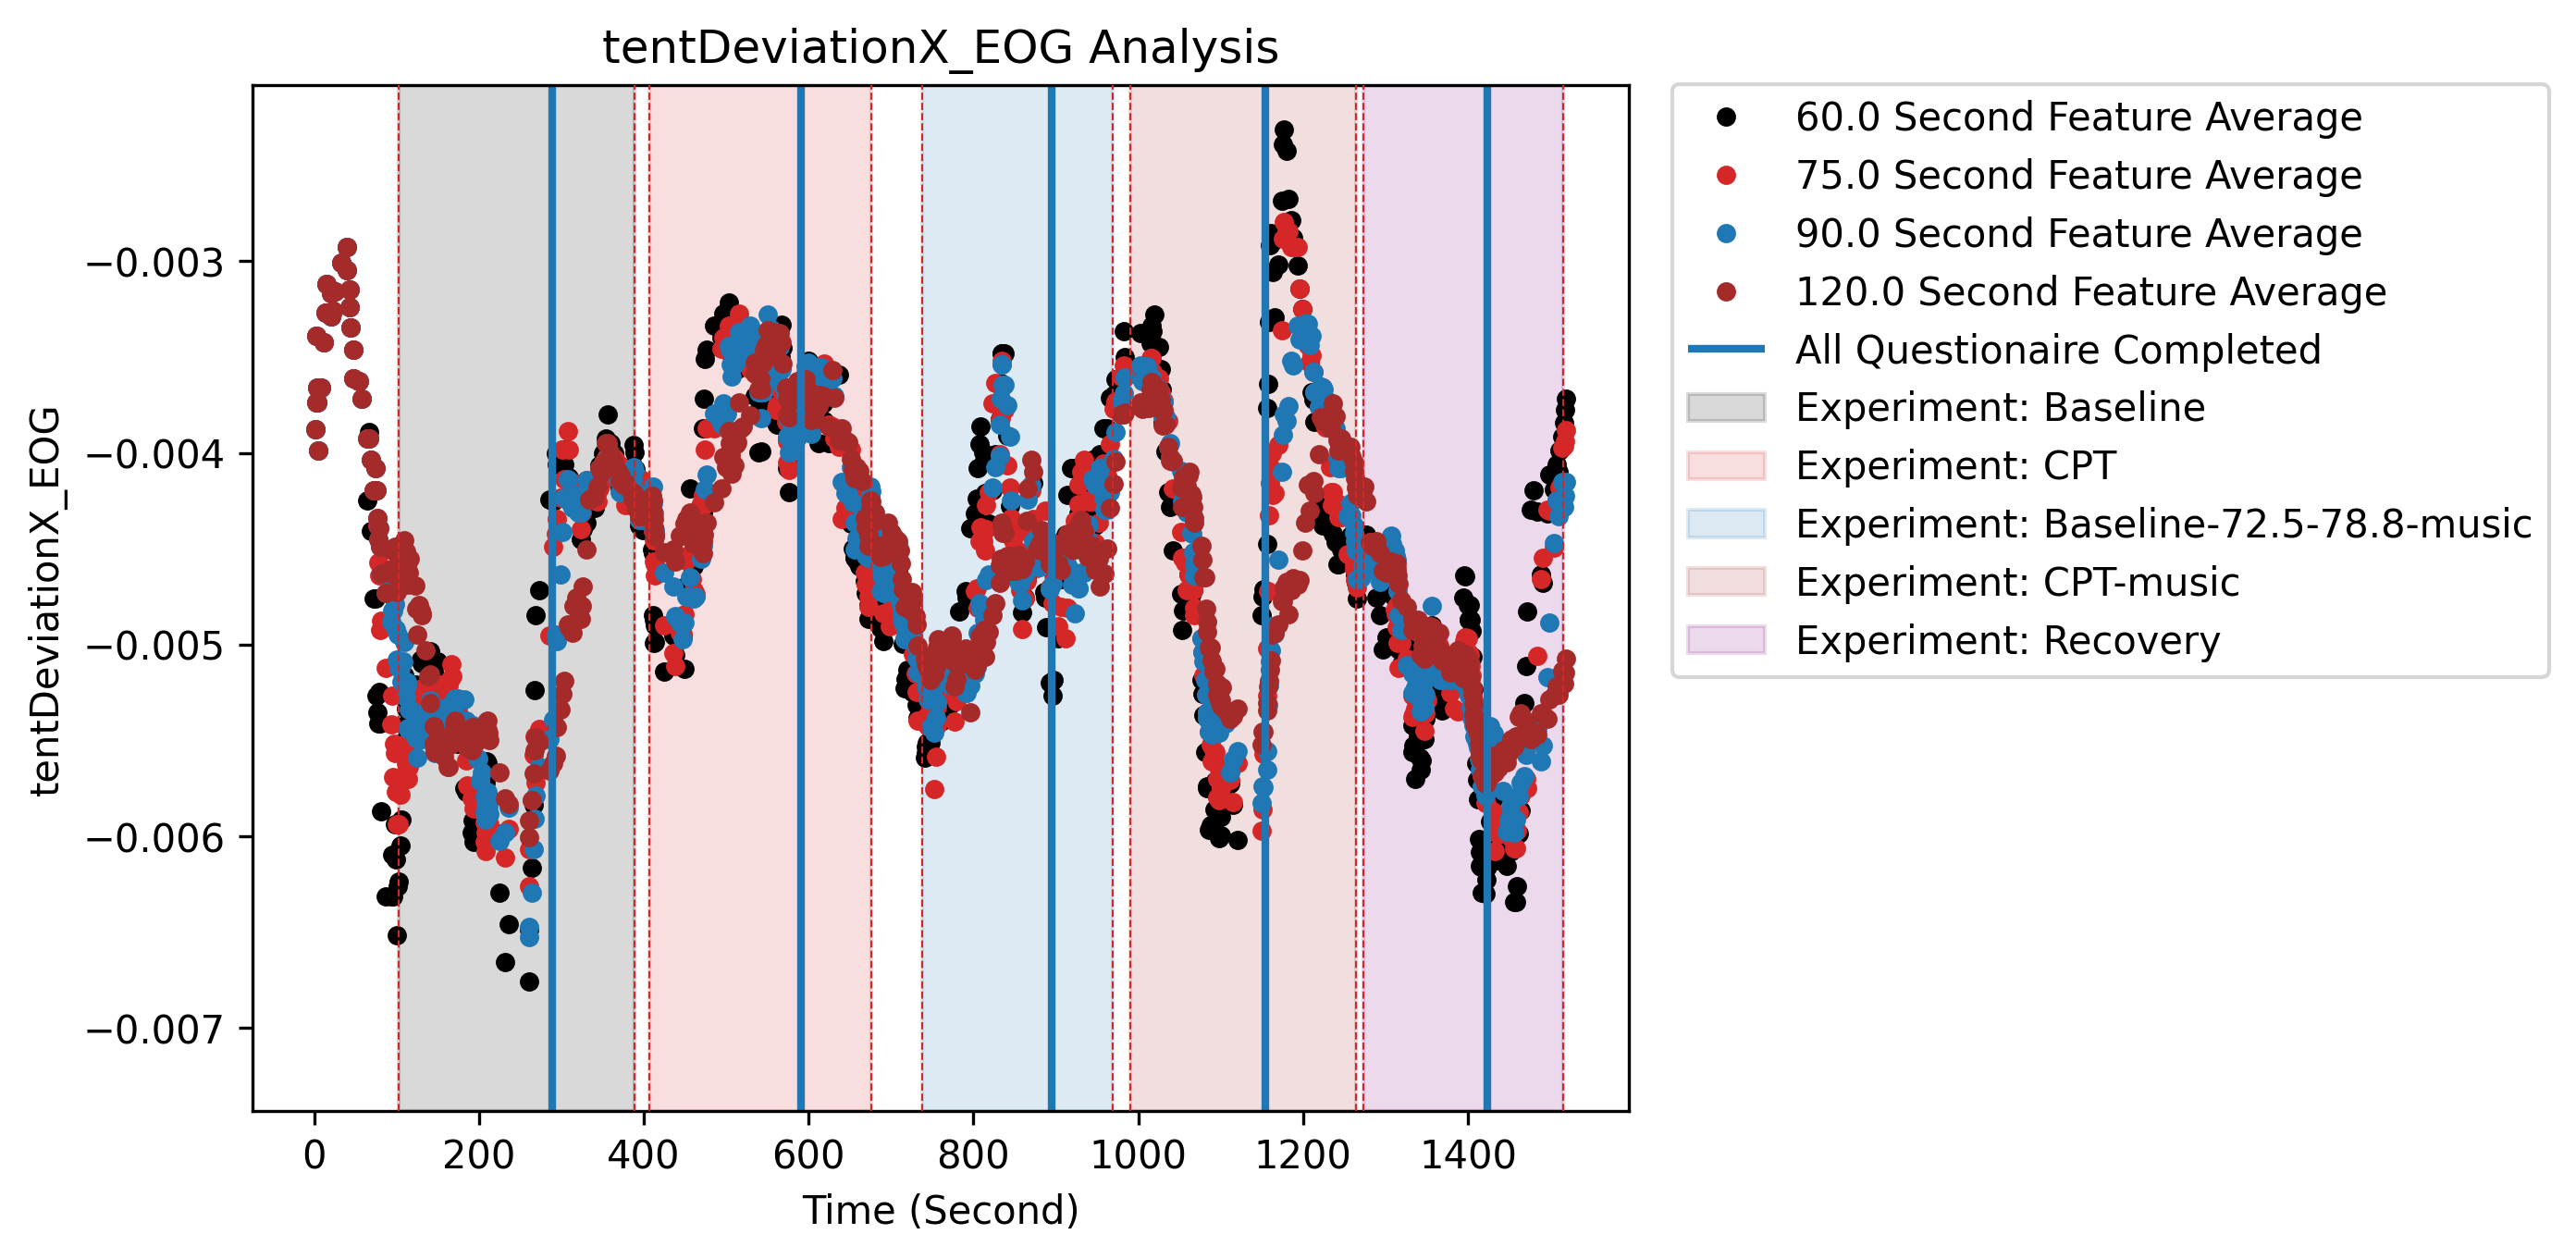 tentDeviationX_EOG Analysis
tentDeviationX_EOG
−0.003
−0.004
−0.005
−0.006
−0.007
0 200 400 600 800 1000 1200 1400
Time (Second)
60.0 Second Feature Average
75.0 Second Feature Average
90.0 Second Feature Average
120.0 Second Feature Average
All Questionaire Completed
Experiment: Baseline
Experiment: CPT
Experiment: Baseline-72.5-78.8-music
Experiment: CPT-music
Experiment: Recovery